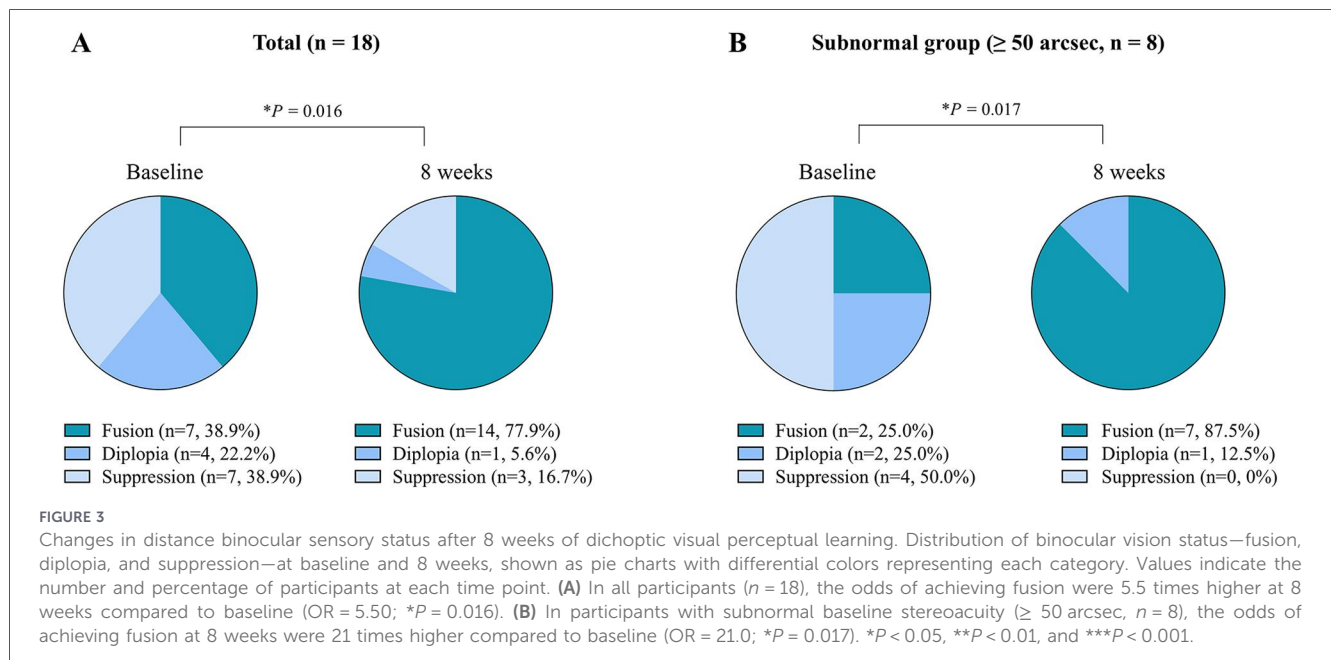 A Total (n = 18)
*P = 0.016
Baseline 8 weeks
Fusion (n=7, 38.9%)
Diplopia (n=4, 22.2%)
Suppression (n=7, 38.9%)
Fusion (n=14, 77.9%)
Diplopia (n=1, 5.6%)
Suppression (n=3, 16.7%)
B Subnormal group (≥ 50 arcsec, n = 8)
*P = 0.017
Baseline 8 weeks
Fusion (n=2, 25.0%)
Diplopia (n=2, 25.0%)
Suppression (n=4, 50.0%)
Fusion (n=7, 87.5%)
Diplopia (n=1, 12.5%)
Suppression (n=0, 0%)
FIGURE 3
Changes in distance binocular sensory status after 8 weeks of dichoptic visual perceptual learning. Distribution of binocular vision status—fusion,
diplopia, and suppression—at baseline and 8 weeks, shown as pie charts with differential colors representing each category. Values indicate the
number and percentage of participants at each time point. (A) In all participants (n = 18), the odds of achieving fusion were 5.5 times higher at 8
weeks compared to baseline (OR = 5.50; *P = 0.016). (B) In participants with subnormal baseline stereoacuity (≥ 50 arcsec, n = 8), the odds of
achieving fusion at 8 weeks were 21 times higher compared to baseline (OR = 21.0; *P = 0.017). *P < 0.05, **P < 0.01, and ***P < 0.001.